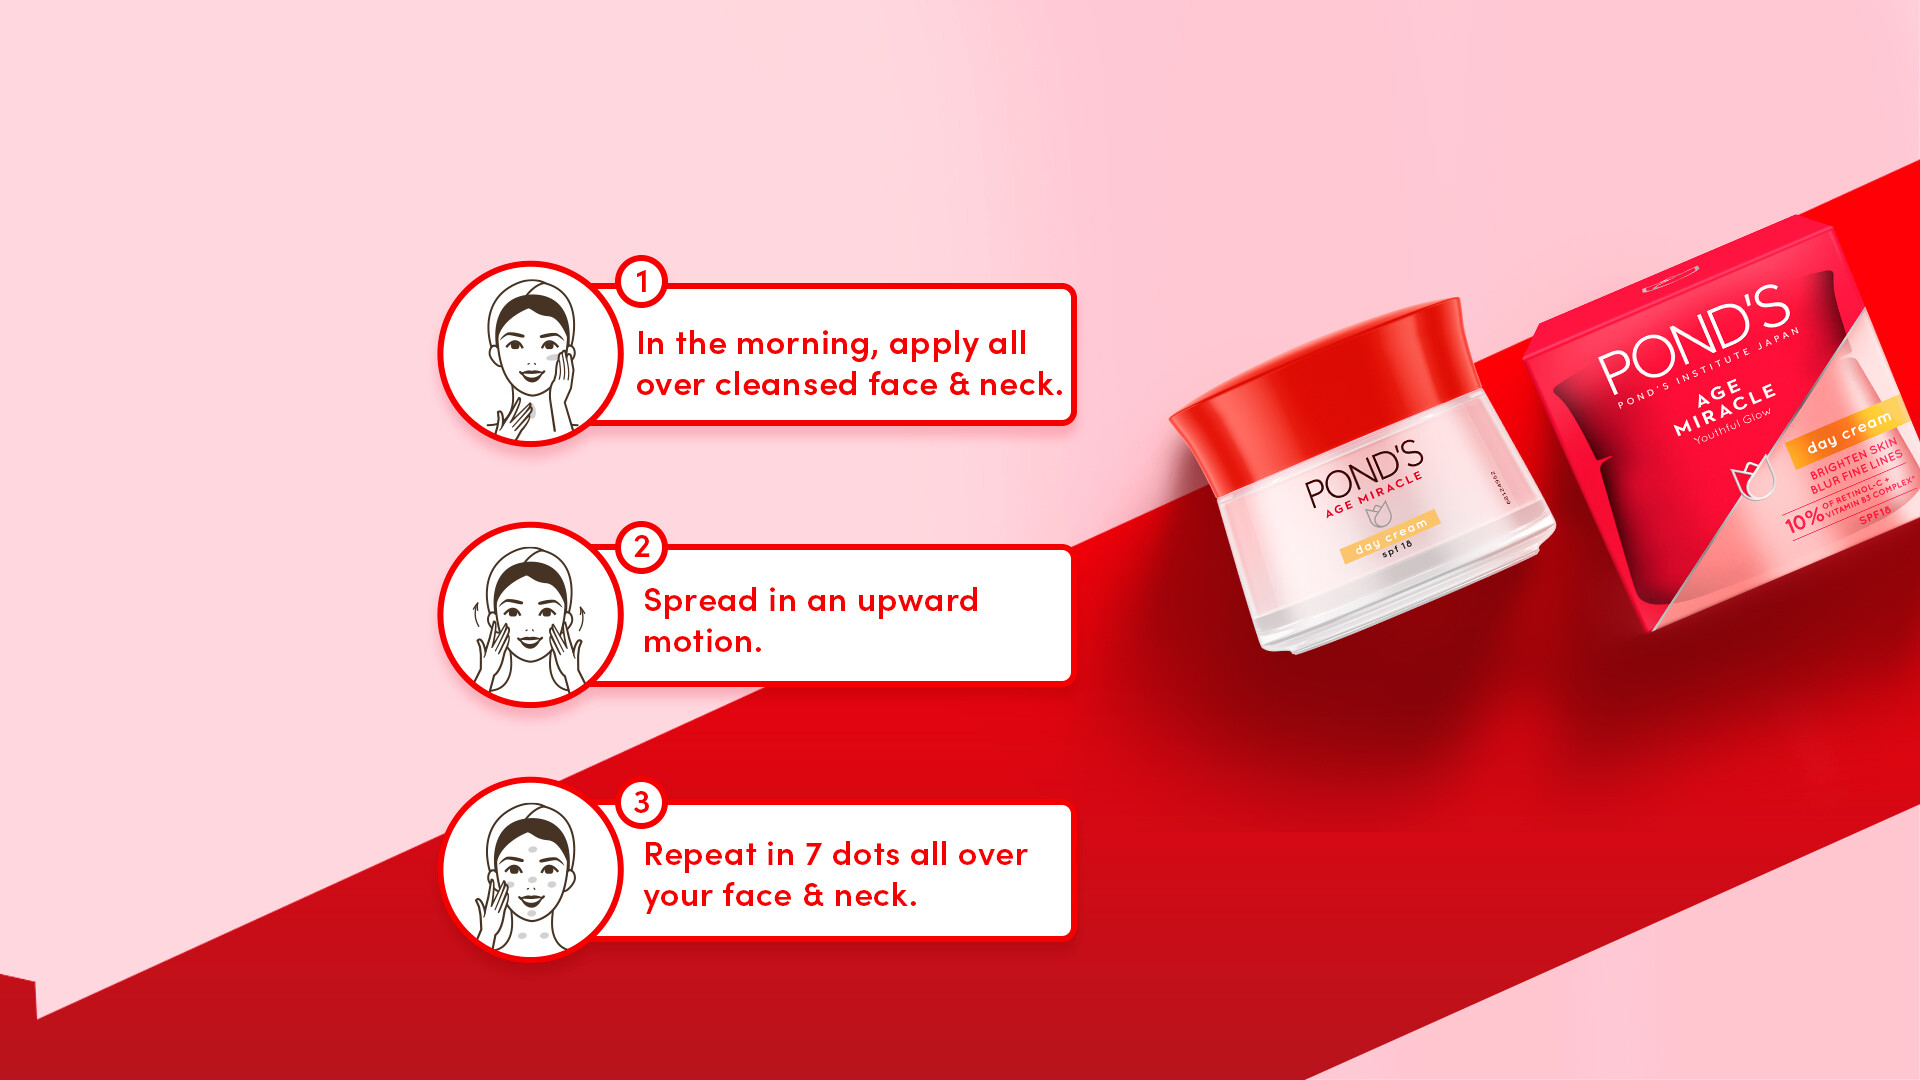 1
In the morning, apply all
over cleansed face & neck.
2
Spread in an upward
motion.
3
Repeat in 7 dots all over
your face & neck.
POND'S
AGE MIRACLE
day cream
spf 18
POND'S
POND'S INSTITUTE JAPAN
AGE
MIRACLE
Youthful Glow
day cream
BRIGHTEN SKIN
BLUR FINE LINES
10% OF RETINOL-C +
VITAMIN B3 COMPLEX*
SPF18